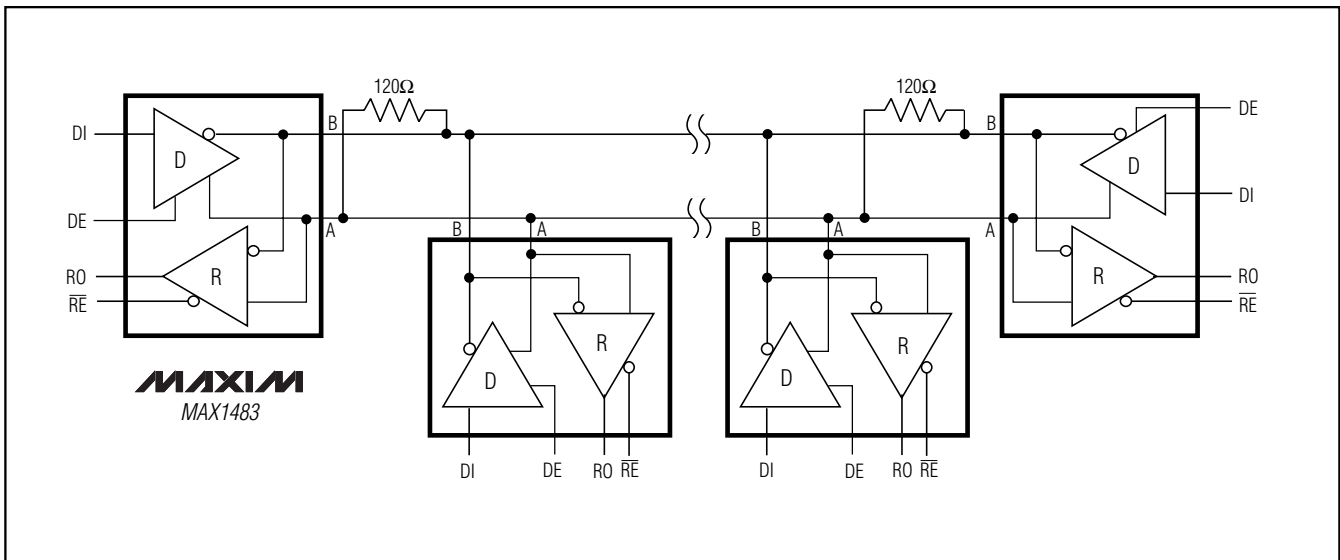 120Ω 120Ω
B B DE
DI D D
DI
DE A B A B A A
R R RO
RO RE
RE R R
D D
MAXIM
MAX1483
DI DE RO RE DI DE RO RE